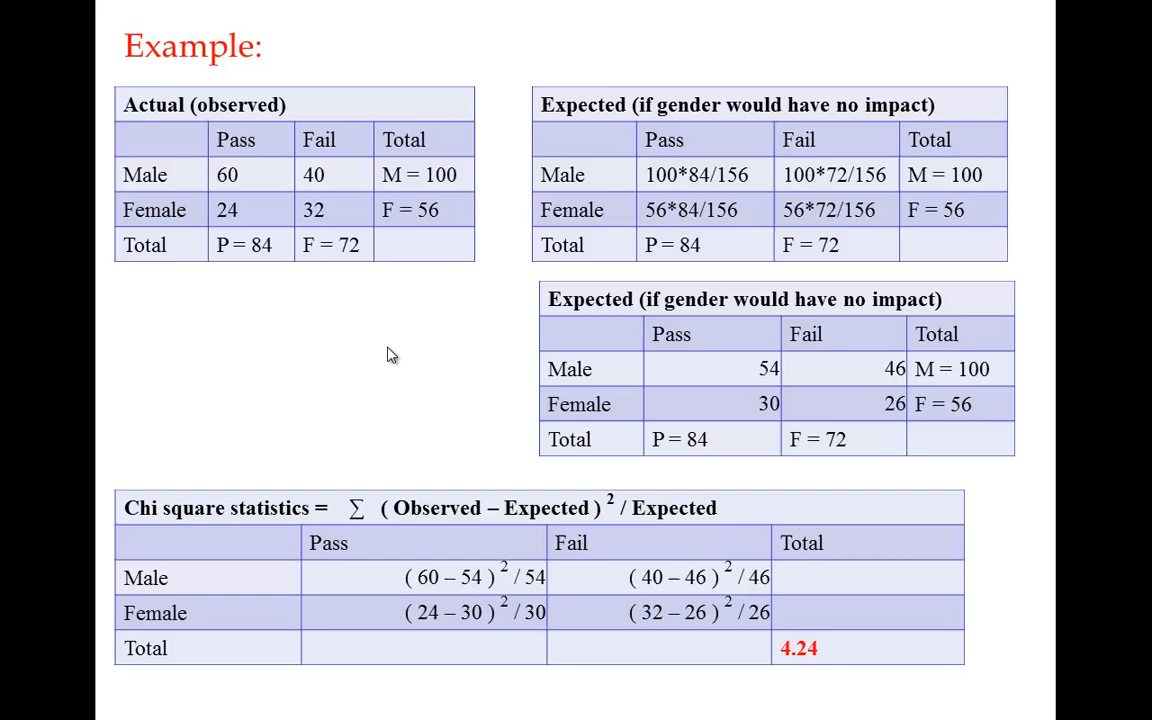 Example:
Actual (observed)
Pass Fail Total
Male 60 40 M = 100
Female 24 32 F = 56
Total P = 84 F = 72
Expected (if gender would have no impact)
Pass Fail Total
Male 100*84/156 100*72/156 M = 100
Female 56*84/156 56*72/156 F = 56
Total P = 84 F = 72
Expected (if gender would have no impact)
Pass Fail Total
Male 54 46 M = 100
Female 30 26 F = 56
Total P = 84 F = 72
Chi square statistics = ∑ ( Observed – Expected ) 2 / Expected
Pass Fail Total
Male ( 60 – 54 ) 2 / 54 ( 40 – 46 ) 2 / 46
Female ( 24 – 30 ) 2 / 30 ( 32 – 26 ) 2 / 26
Total 4.24